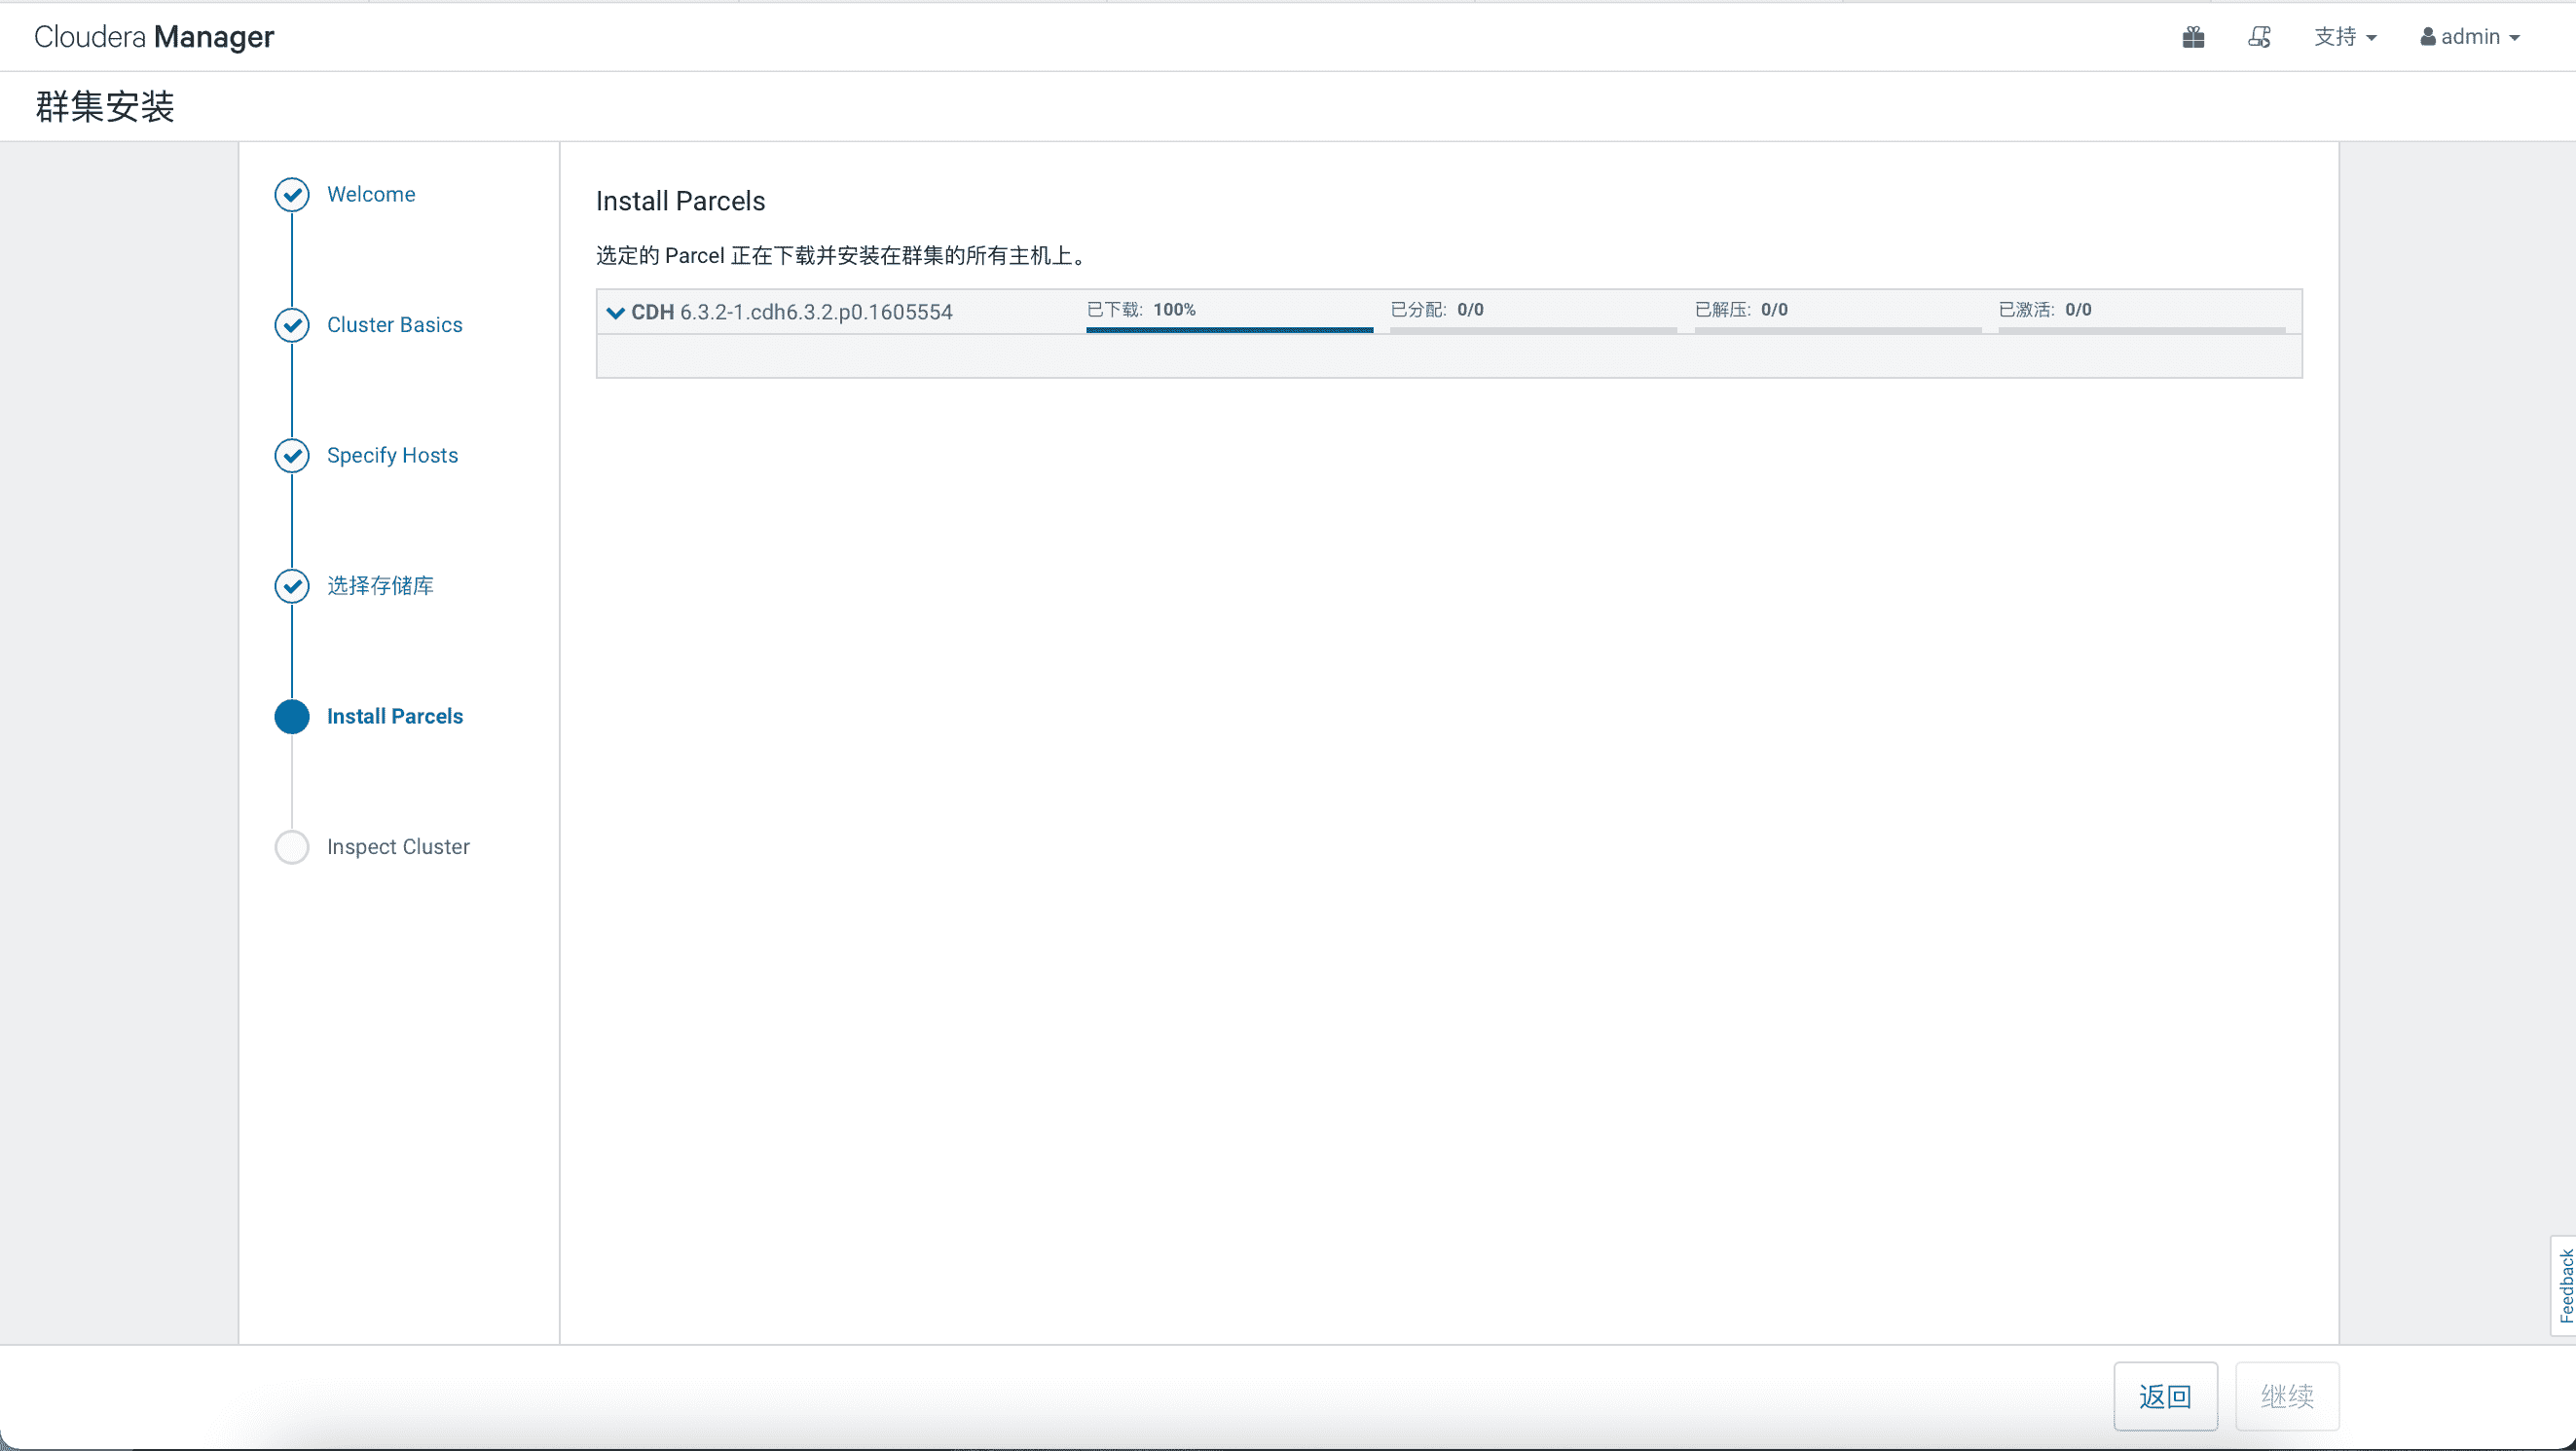 Cloudera Manager
支持
admin
群集安装
Welcome
Cluster Basics
Specify Hosts
选择存储库
Install Parcels
Inspect Cluster
Install Parcels
选定的 Parcel 正在下载并安装在群集的所有主机上。
CDH 6.3.2-1.cdh6.3.2.p0.1605554 已下载: 100% 已分配: 0/0 已解压: 0/0 已激活: 0/0
Feedback
返回 继续